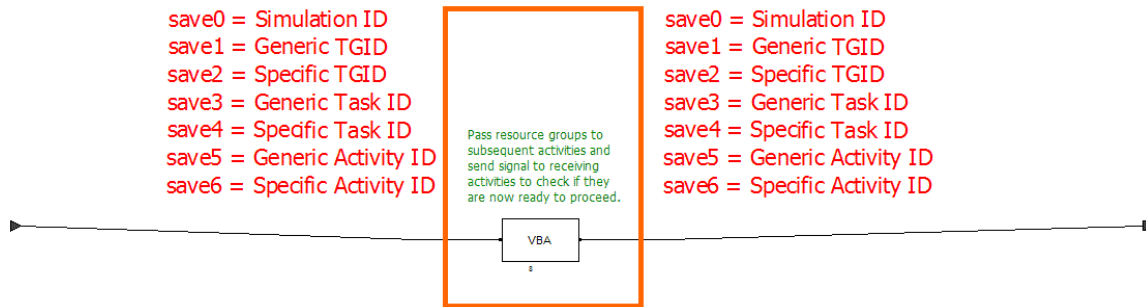 save0 = Simulation ID
save1 = Generic TGID
save2 = Specific TGID
save3 = Generic Task ID
save4 = Specific Task ID
save5 = Generic Activity ID
save6 = Specific Activity ID
Pass resource groups to
subsequent activities and
send signal to receiving
activities to check if they
are now ready to proceed.
VBA
8
save0 = Simulation ID
save1 = Generic TGID
save2 = Specific TGID
save3 = Generic Task ID
save4 = Specific Task ID
save5 = Generic Activity ID
save6 = Specific Activity ID